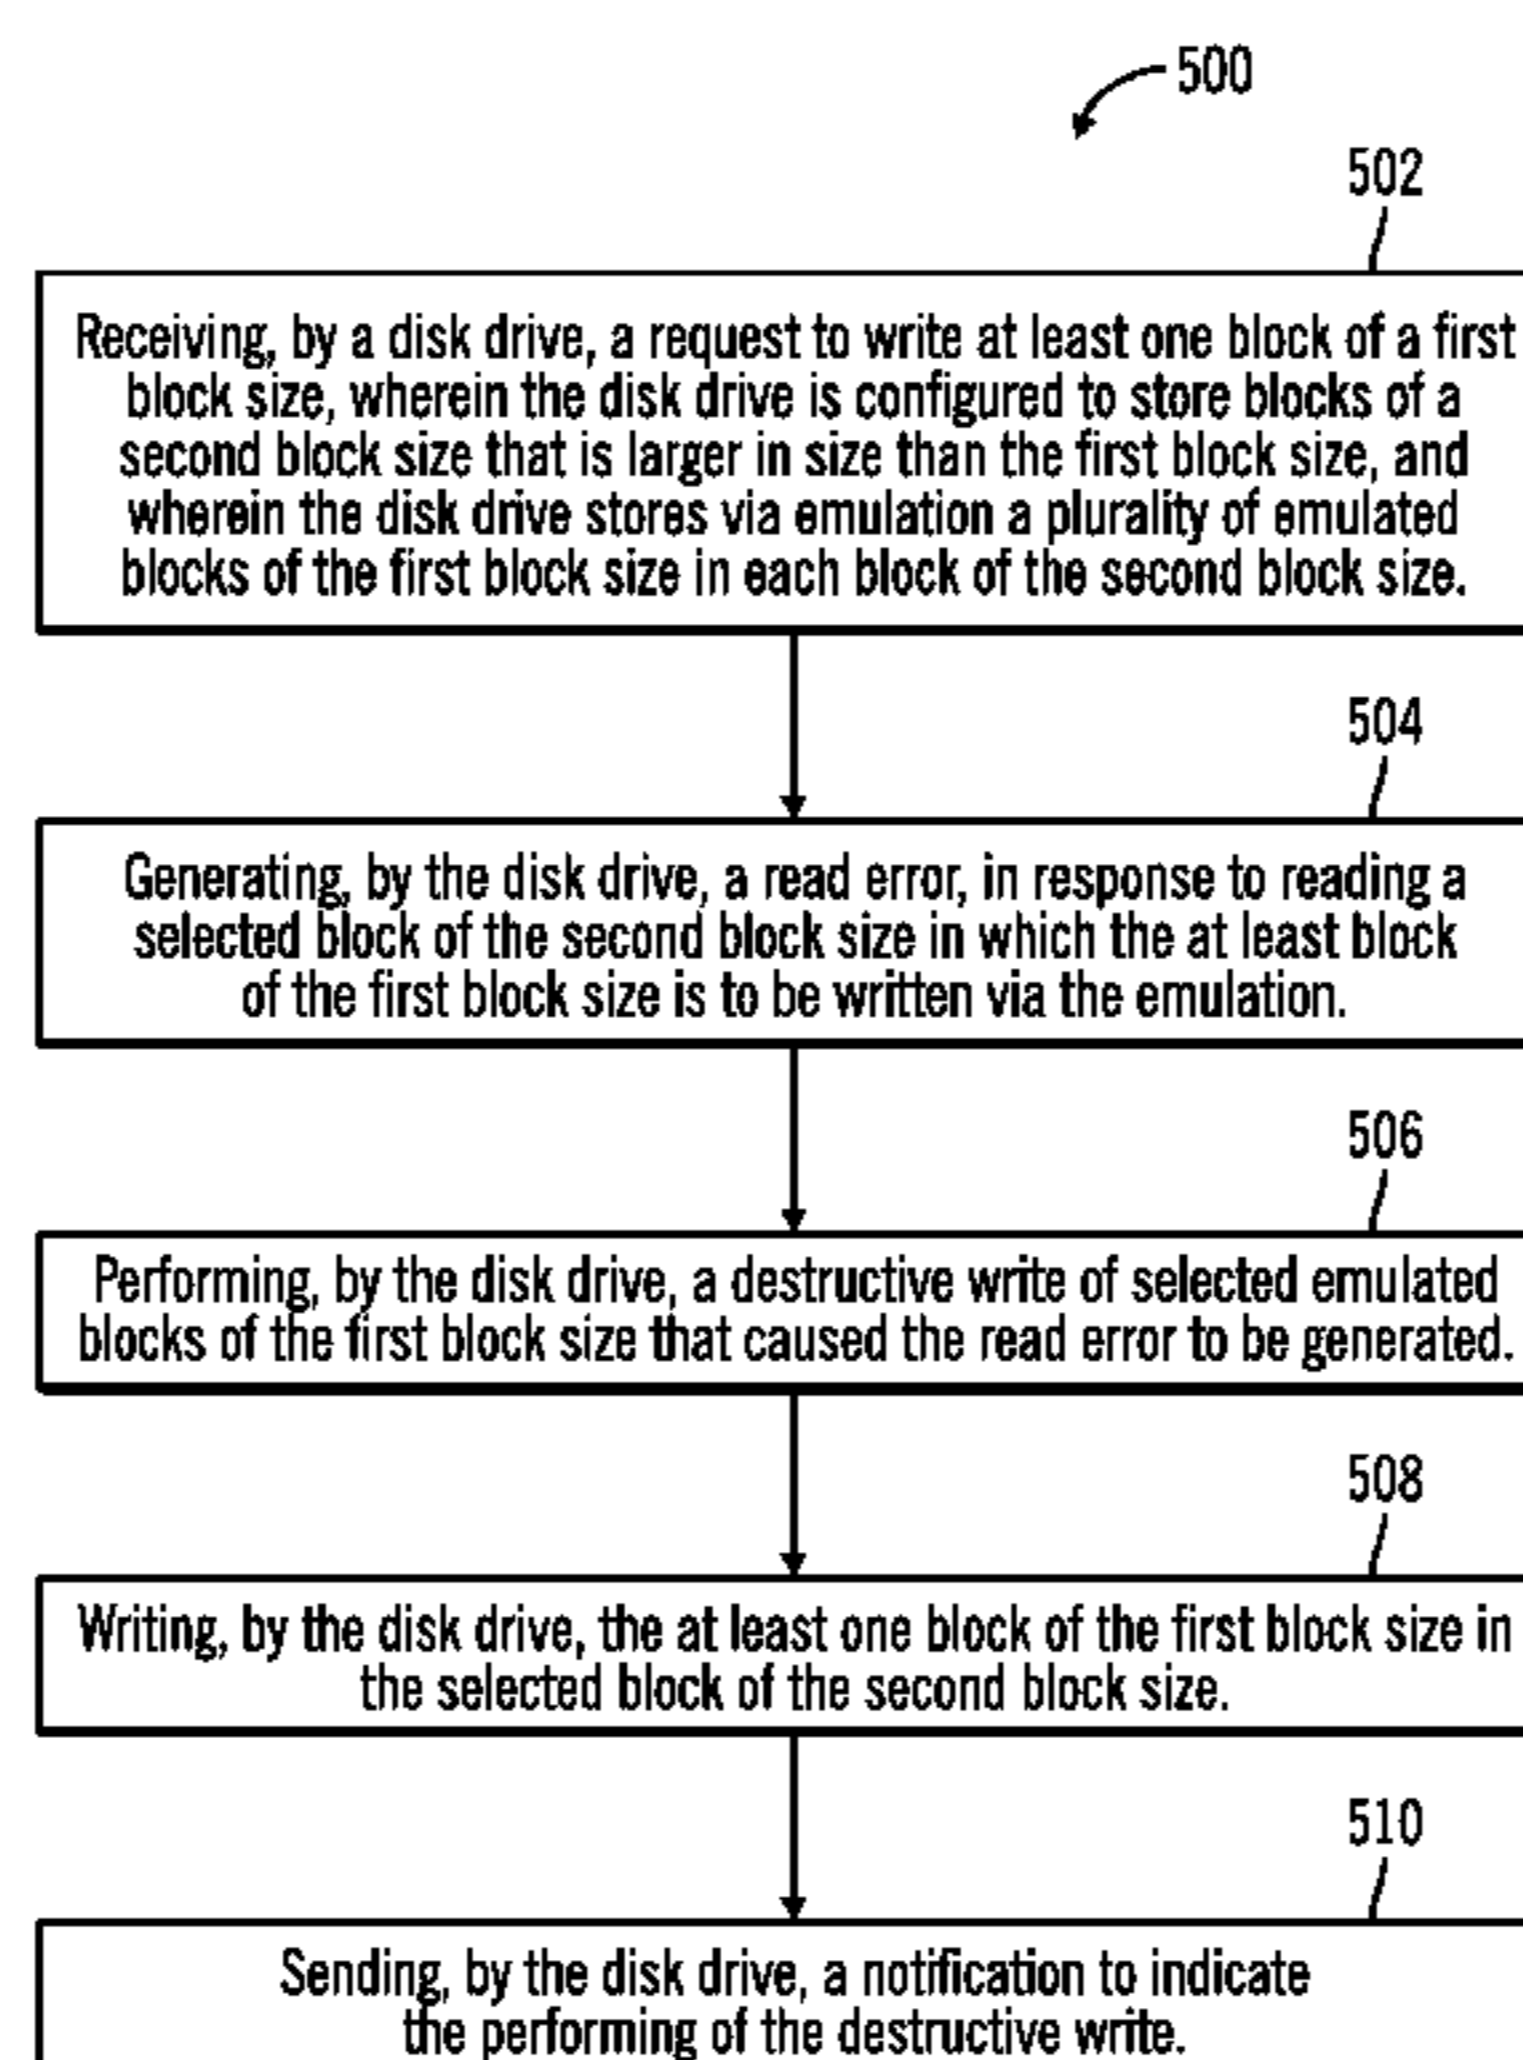 500
502
Receiving, by a disk drive, a request to write at least one block of a first
block size, wherein the disk drive is configured to store blocks of a
second block size that is larger in size than the first block size, and
wherein the disk drive stores via emulation a plurality of emulated
blocks of the first block size in each block of the second block size.
504
Generating, by the disk drive, a read error, in response to reading a
selected block of the second block size in which the at least block
of the first block size is to be written via the emulation.
506
Performing, by the disk drive, a destructive write of selected emulated
blocks of the first block size that caused the read error to be generated.
508
Writing, by the disk drive, the at least one block of the first block size in
the selected block of the second block size.
510
Sending, by the disk drive, a notification to indicate
the performing of the destructive write.